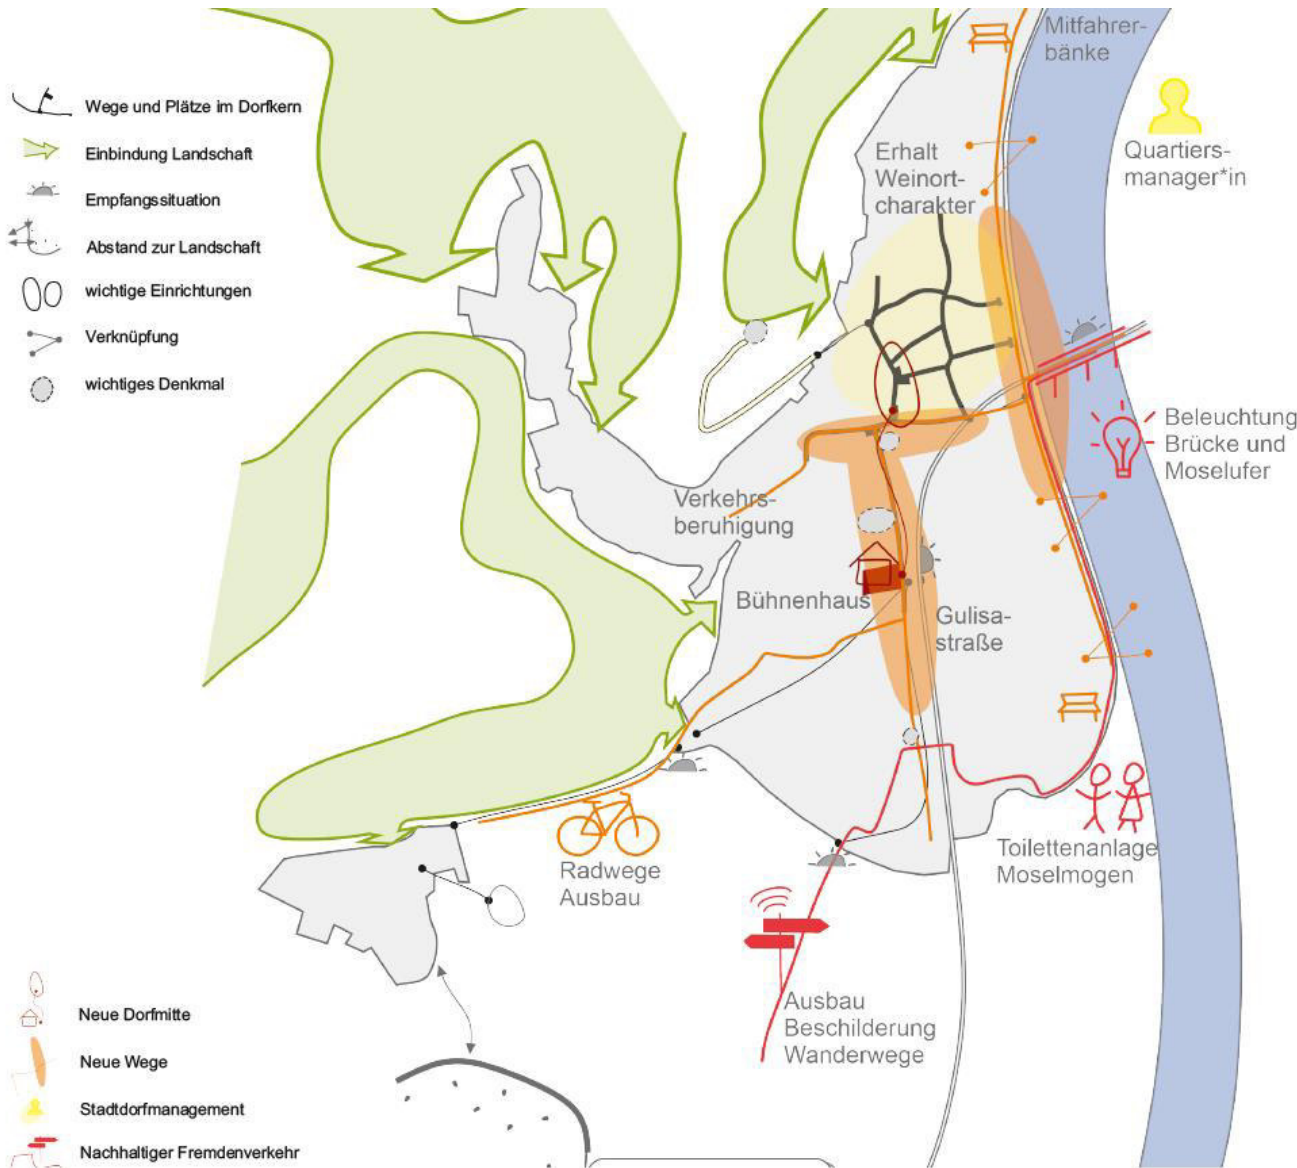 Mitfahrer-
bänke
Wege und Plätze im Dorfkern
Einbindung Landschaft
Empfangssituation
Abstand zur Landschaft
wichtige Einrichtungen
Verknüpfung
wichtiges Denkmal
Erhalt
Weinort-
charakter
Quartiers-
manager*in
Beleuchtung
Brücke und
Moselufer
Verkehrs-
beruhigung
Bühnenhaus
Gulisa-
straße
Radwege
Ausbau
Toilettenanlage
Moselmogen
Ausbau
Beschilderung
Wanderwege
Neue Dorfmitte
Neue Wege
Stadtdorfmanagement
Nachhaltiger Fremdenverkehr